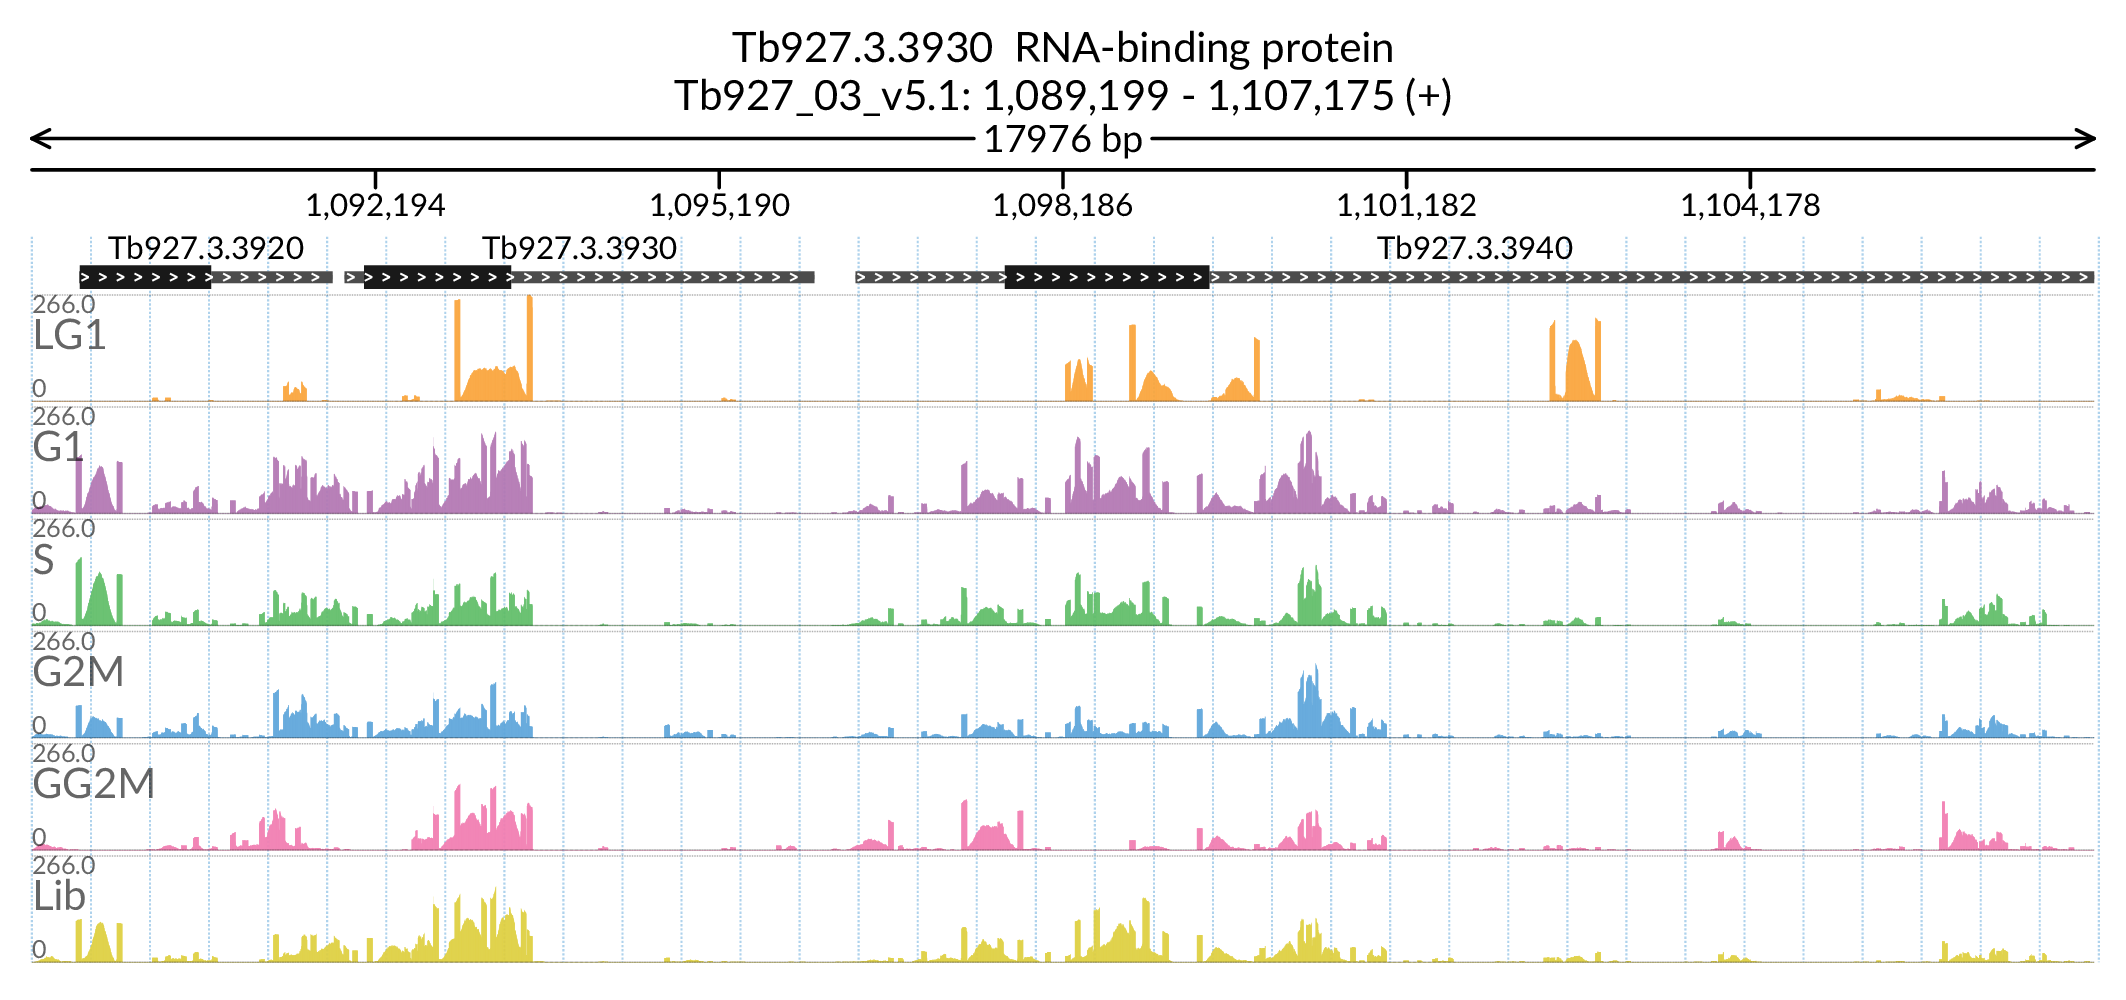 Tb927.3.3930  RNA-binding protein
Tb927_03_v5.1: 1,089,199 - 1,107,175 (+)
17976 bp
1,092,194 1,095,190 1,098,186 1,101,182 1,104,178
Tb927.3.3920 Tb927.3.3930 Tb927.3.3940
266.0
LG1
0
266.0
G1
0
266.0
S
0
266.0
G2M
0
266.0
GG2M
0
266.0
Lib
0